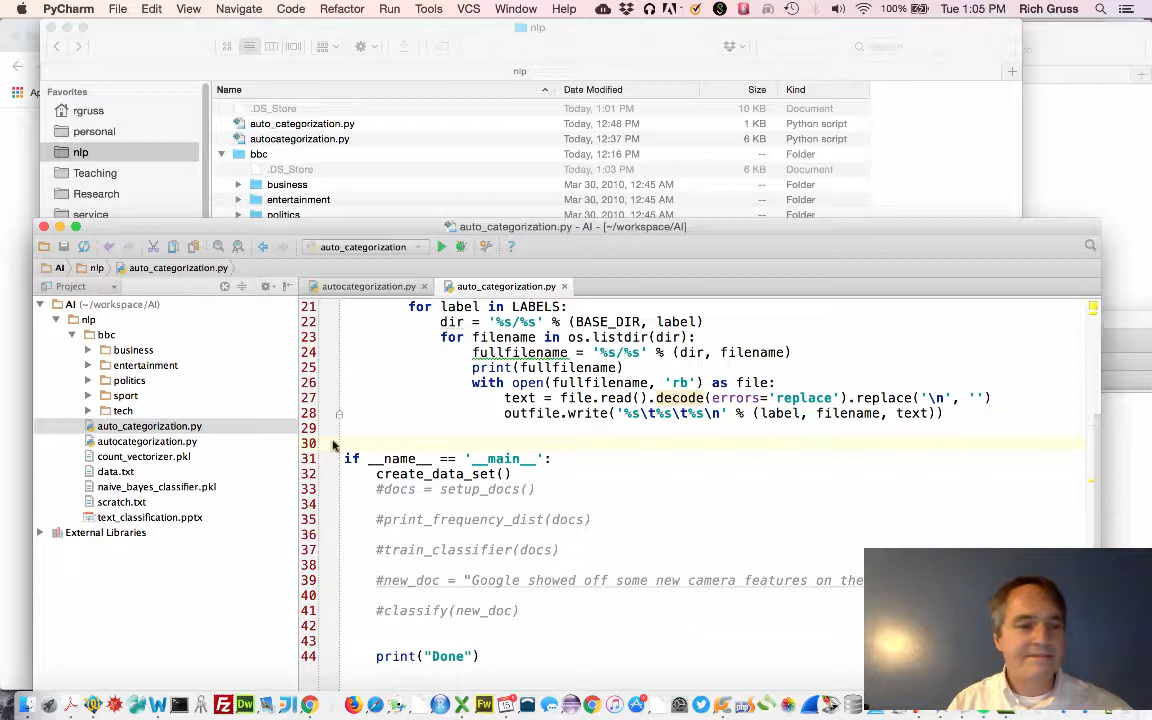 PyCharm File Edit View Navigate Code Refactor Run Tools VCS Window Help 100% Tue 1:05 PM Rich Gruss
nlp
nlp
Favorites
rgruss
personal
nlp
Teaching
Research
service
Name Date Modified Size Kind
.DS_Store Today, 1:01 PM 10 KB Document
auto_categorization.py Today, 12:48 PM 1 KB Python script
autocategorization.py Today, 12:37 PM 6 KB Python script
bbc Today, 12:16 PM -- Folder
.DS_Store Today, 1:03 PM 6 KB Document
business Mar 30, 2010, 12:45 AM -- Folder
entertainment Mar 30, 2010, 12:45 AM -- Folder
politics Mar 30, 2010, 12:45 AM -- Folder
auto_categorization.py - AI - [~/workspace/AI]
auto_categorization
AI nlp auto_categorization.py
Project
autocategorization.py auto_categorization.py
AI (~/workspace/AI)
nlp
bbc
business
entertainment
politics
sport
tech
auto_categorization.py
autocategorization.py
count_vectorizer.pkl
data.txt
naive_bayes_classifier.pkl
scratch.txt
text_classification.pptx
External Libraries
21 for label in LABELS:
22 dir = '%s/%s' % (BASE_DIR, label)
23 for filename in os.listdir(dir):
24 fullfilename = '%s/%s' % (dir, filename)
25 print(fullfilename)
26 with open(fullfilename, 'rb') as file:
27 text = file.read().decode(errors='replace').replace('\n', '')
28 outfile.write('%s\t%s\t%s\n' % (label, filename, text))
29
30
31 if __name__ == '__main__':
32 create_data_set()
33 #docs = setup_docs()
34
35 #print_frequency_dist(docs)
36
37 #train_classifier(docs)
38
39 #new_doc = "Google showed off some new camera features on the
40
41 #classify(new_doc)
42
43
44 print("Done")